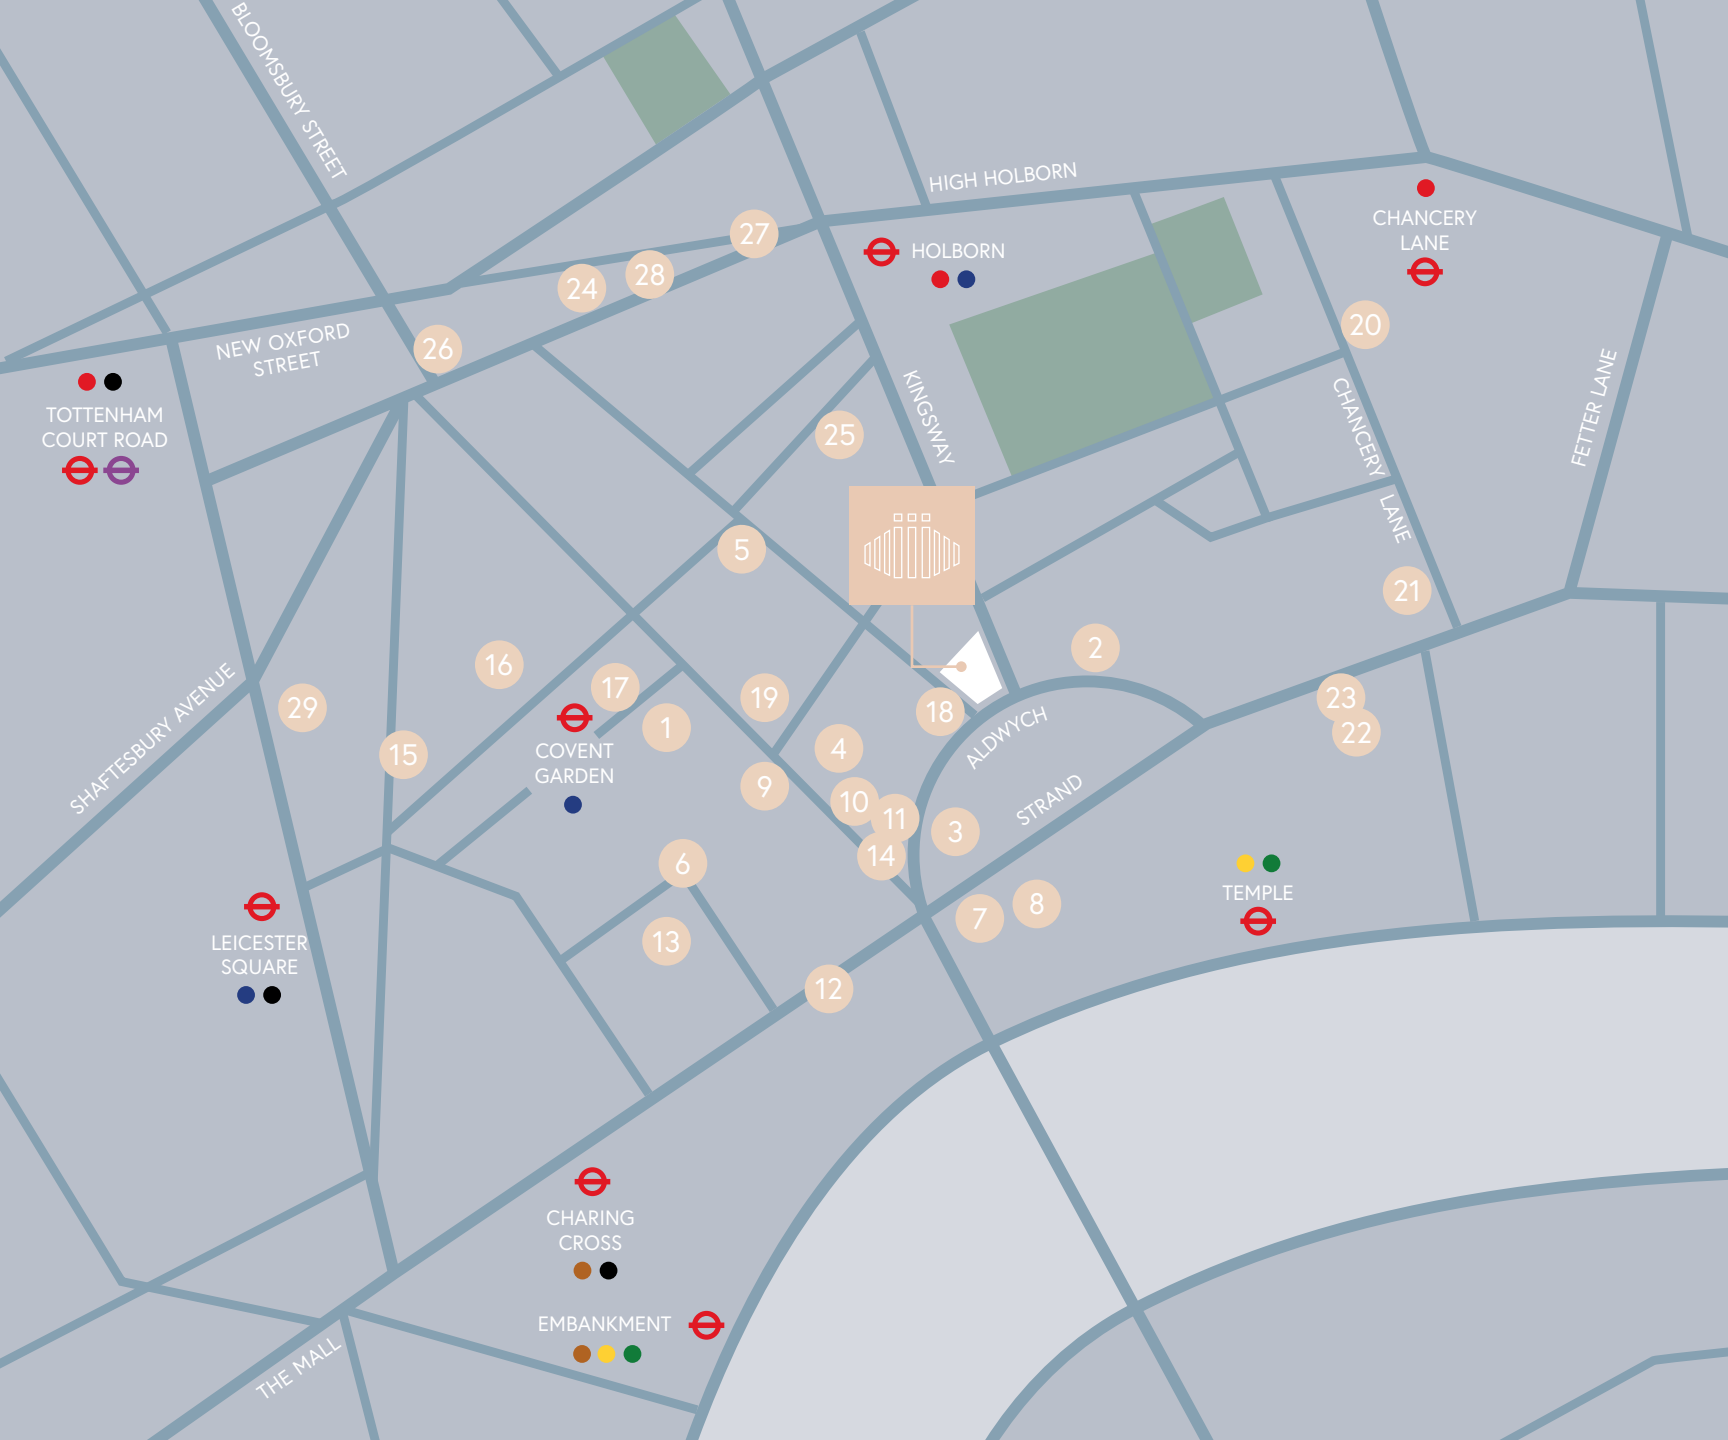 BLOOMSBURY STREET
HIGH HOLBORN
CHANCERY
LANE
27
HOLBORN
28
24
20
NEW OXFORD
STREET
26
TOTTENHAM
COURT ROAD
KINGSWAY
CHANCERY LANE
FETTER LANE
25
5
21
2
16
17
19
18
23
22
29
15
1
COVENT
GARDEN
SHAFTESBURY AVENUE
4
ALDWYCH
9
10
11
3
STRAND
14
6
7
8
TEMPLE
LEICESTER
SQUARE
13
12
CHARING
CROSS
EMBANKMENT
THE MALL